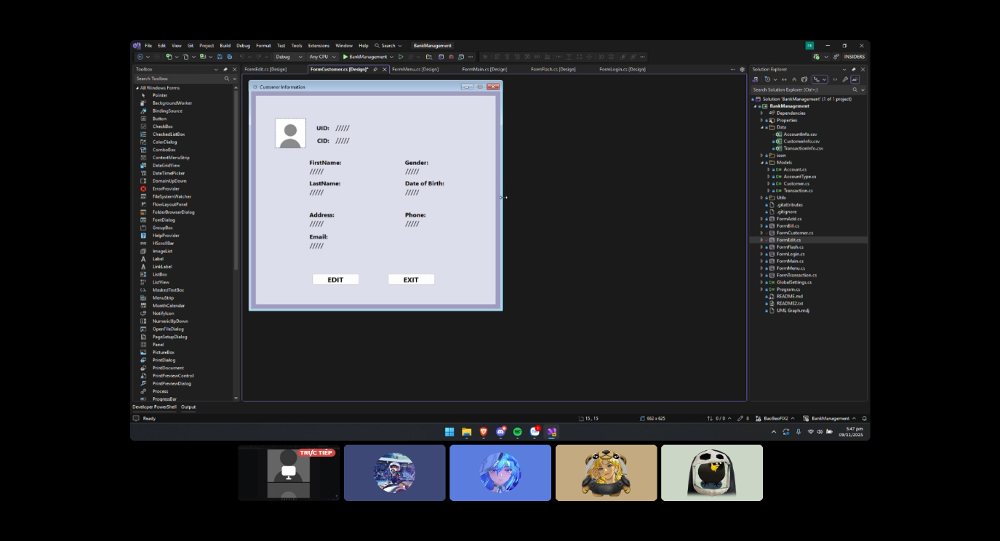 File Edit View Git Project Build Debug Format Test Tools Extensions Window Help Search BankManagement
Debug Any CPU BankManagement INSIDERS
Toolbox
FormEdit.cs [Design] FormCustomer.cs [Design]* FormMenu.cs [Design] FormMain.cs [Design] FormFlash.cs [Design] FormLogin.cs [Design]
Solution Explorer
Search Toolbox
All Windows Forms
Pointer
BackgroundWorker
BindingSource
Button
CheckBox
CheckedListBox
ColorDialog
ComboBox
ContextMenuStrip
DataGridView
DateTimePicker
DomainUpDown
ErrorProvider
FileSystemWatcher
FlowLayoutPanel
FolderBrowserDialog
FontDialog
GroupBox
HelpProvider
HScrollBar
ImageList
Label
LinkLabel
ListBox
ListView
MaskedTextBox
MenuStrip
MonthCalendar
NotifyIcon
NumericUpDown
OpenFileDialog
PageSetupDialog
Panel
PictureBox
PrintDialog
PrintDocument
PrintPreviewControl
PrintPreviewDialog
Process
ProgressBar
Customer Information
UID: /////
CID: /////
FirstName: Gender:
///// /////
LastName: Date of Birth:
///// /////
Address: Phone:
///// /////
Email:
/////
EDIT EXIT
Search Solution Explorer (Ctrl+;)
Solution 'BankManagement' (1 of 1 project)
BankManagement
Dependencies
Properties
Data
AccountInfo.csv
CustomerInfo.csv
TransactionInfo.csv
icon
Models
Account.cs
AccountType.cs
Customer.cs
Transaction.cs
Utils
.gitattributes
.gitignore
FormAdd.cs
FormBill.cs
FormCustomer.cs
FormEdit.cs
FormFlash.cs
FormLogin.cs
FormMain.cs
FormMenu.cs
FormTransaction.cs
GlobalSettings.cs
Program.cs
README.md
README2.txt
UML Graph.mdj
Developer PowerShell Output
Ready 15, 15 662 x 625 0 / 0 8 BaoBeoFIX2 BankManagement
3:47 pm
09/11/2025
TRỰC TIẾP